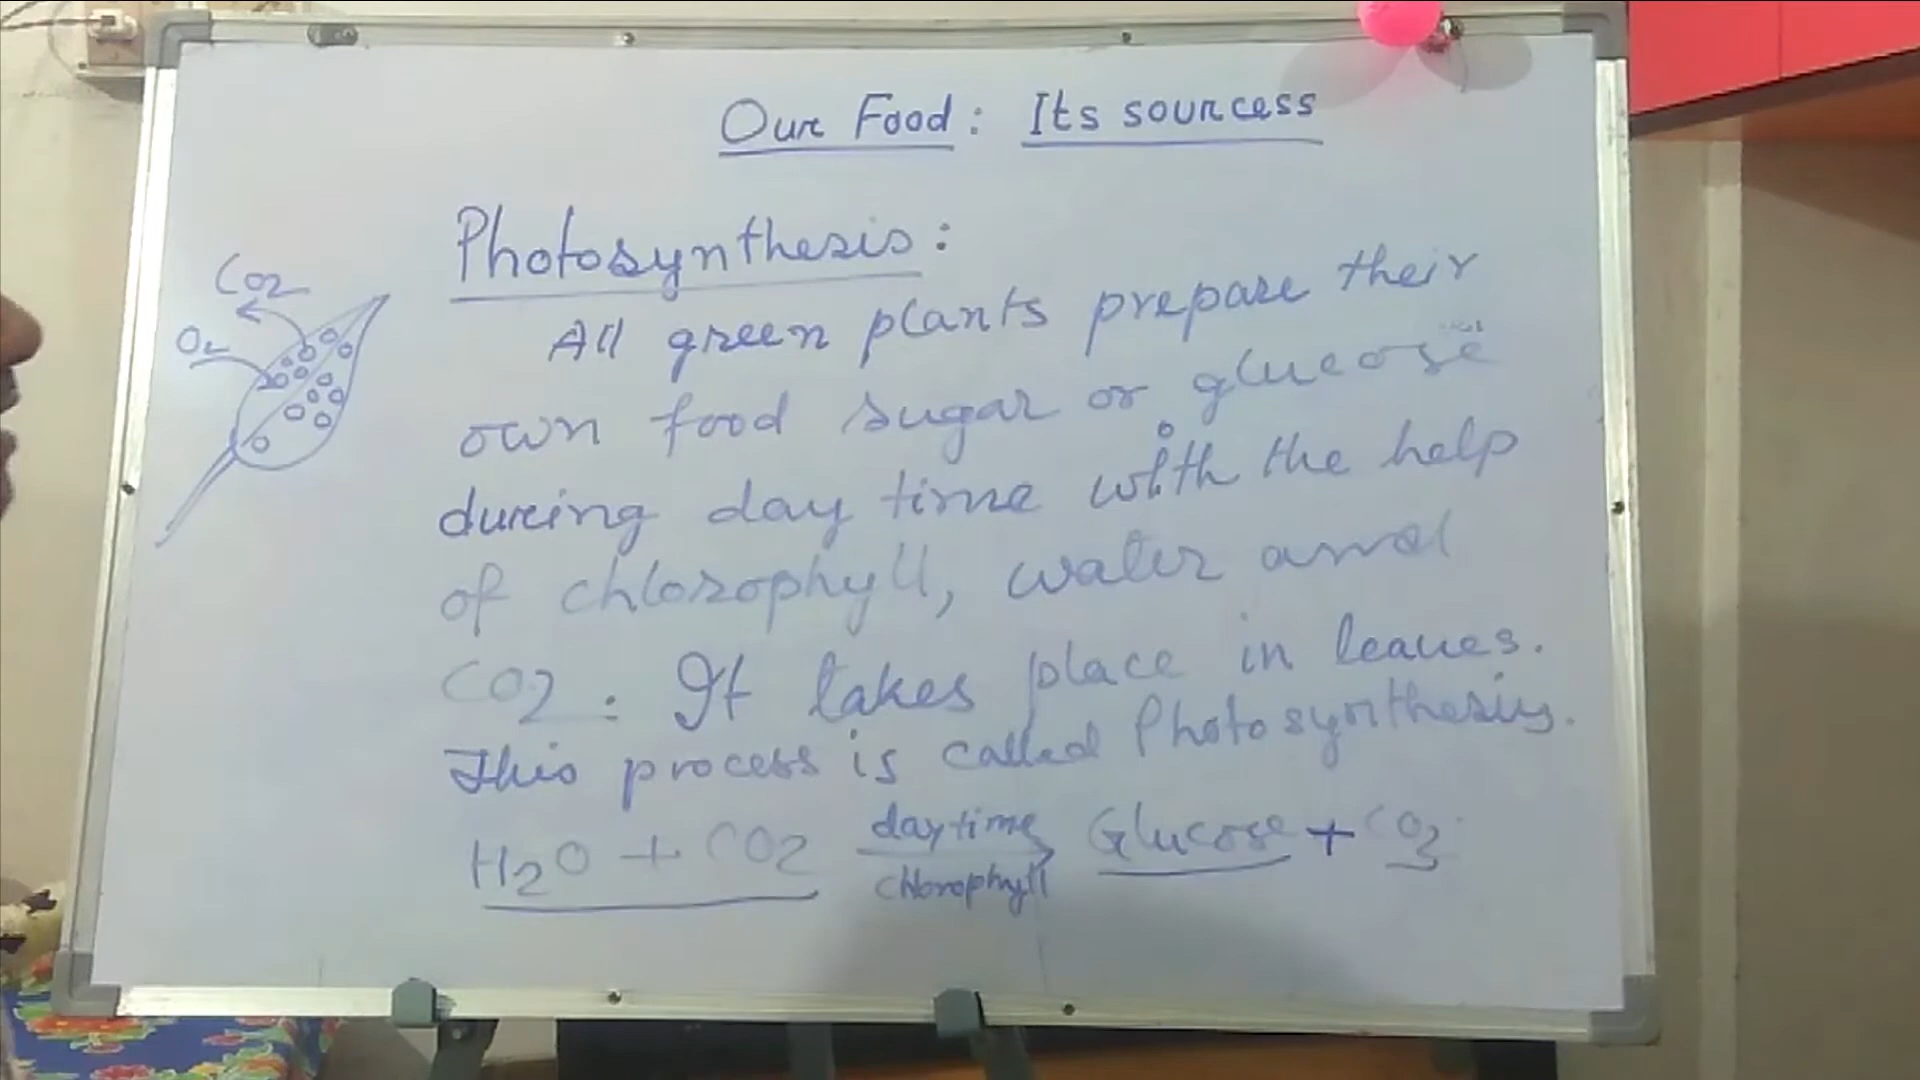 Our Food: Its sourcess
Photosynthesis:
CO2
O2
All green plants prepare their
own food sugar or glucose
during day time with the help
of chlorophyll, water and
CO2. It takes place in leaves.
This process is called Photosynthesis.
daytime
H2O + CO2 → Glucose + CO2
chlorophyll